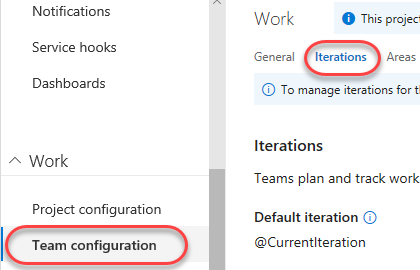 Notifications
Service hooks
Dashboards
Work
Project configuration
Team configuration
Work
This project
General Iterations Areas
To manage iterations for th
Iterations
Teams plan and track work
Default iteration
@CurrentIteration